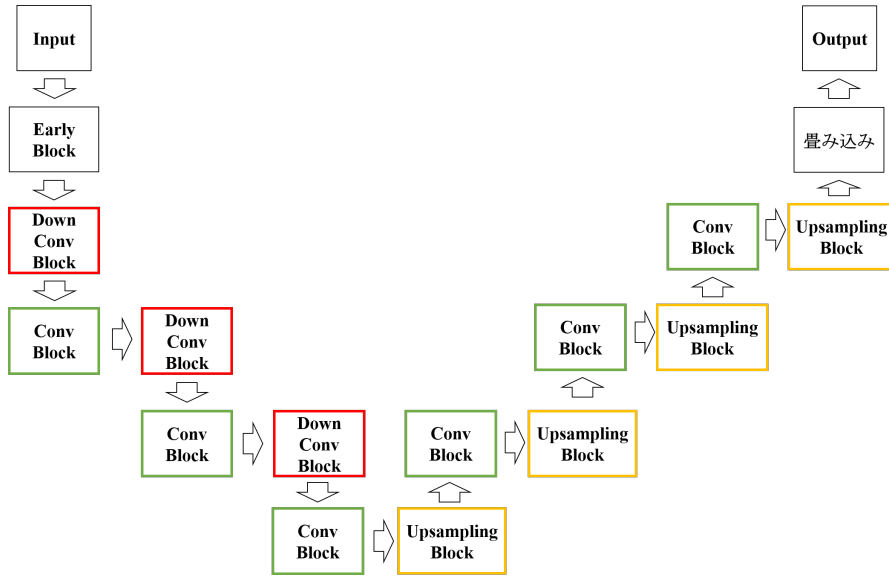 Input
Early
Block
Down
Conv
Block
Conv
Block
Down
Conv
Block
Conv
Block
Down
Conv
Block
Conv
Block
Upsampling
Block
Conv
Block
Upsampling
Block
Conv
Block
Upsampling
Block
Conv
Block
Upsampling
Block
畳み込み
Output